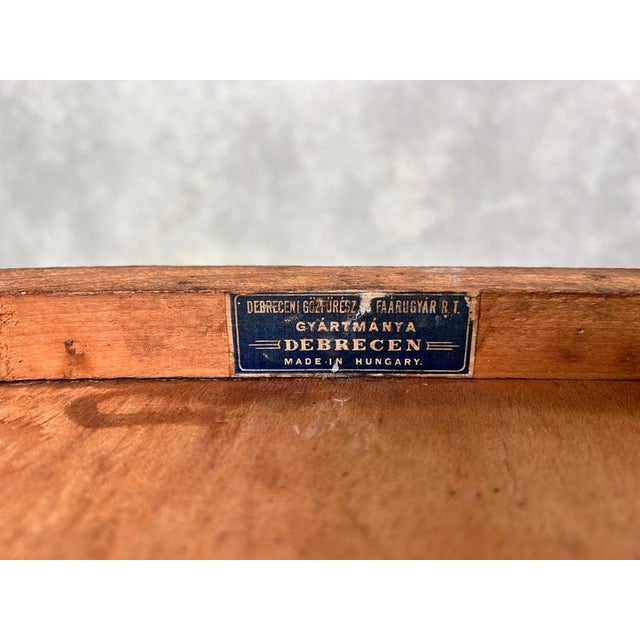 DEBRECENI GŐZFŰRÉSZ ÉS FAÁRUGYÁR R.T.
GYÁRTMÁNYA
DEBRECEN
MADE-IN HUNGARY.